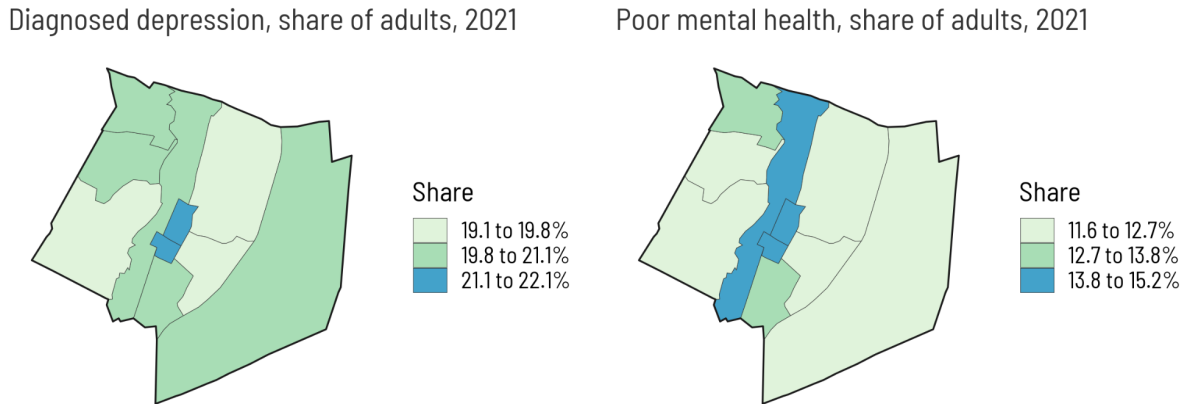 Diagnosed depression, share of adults, 2021
Share
19.1 to 19.8%
19.8 to 21.1%
21.1 to 22.1%
Poor mental health, share of adults, 2021
Share
11.6 to 12.7%
12.7 to 13.8%
13.8 to 15.2%